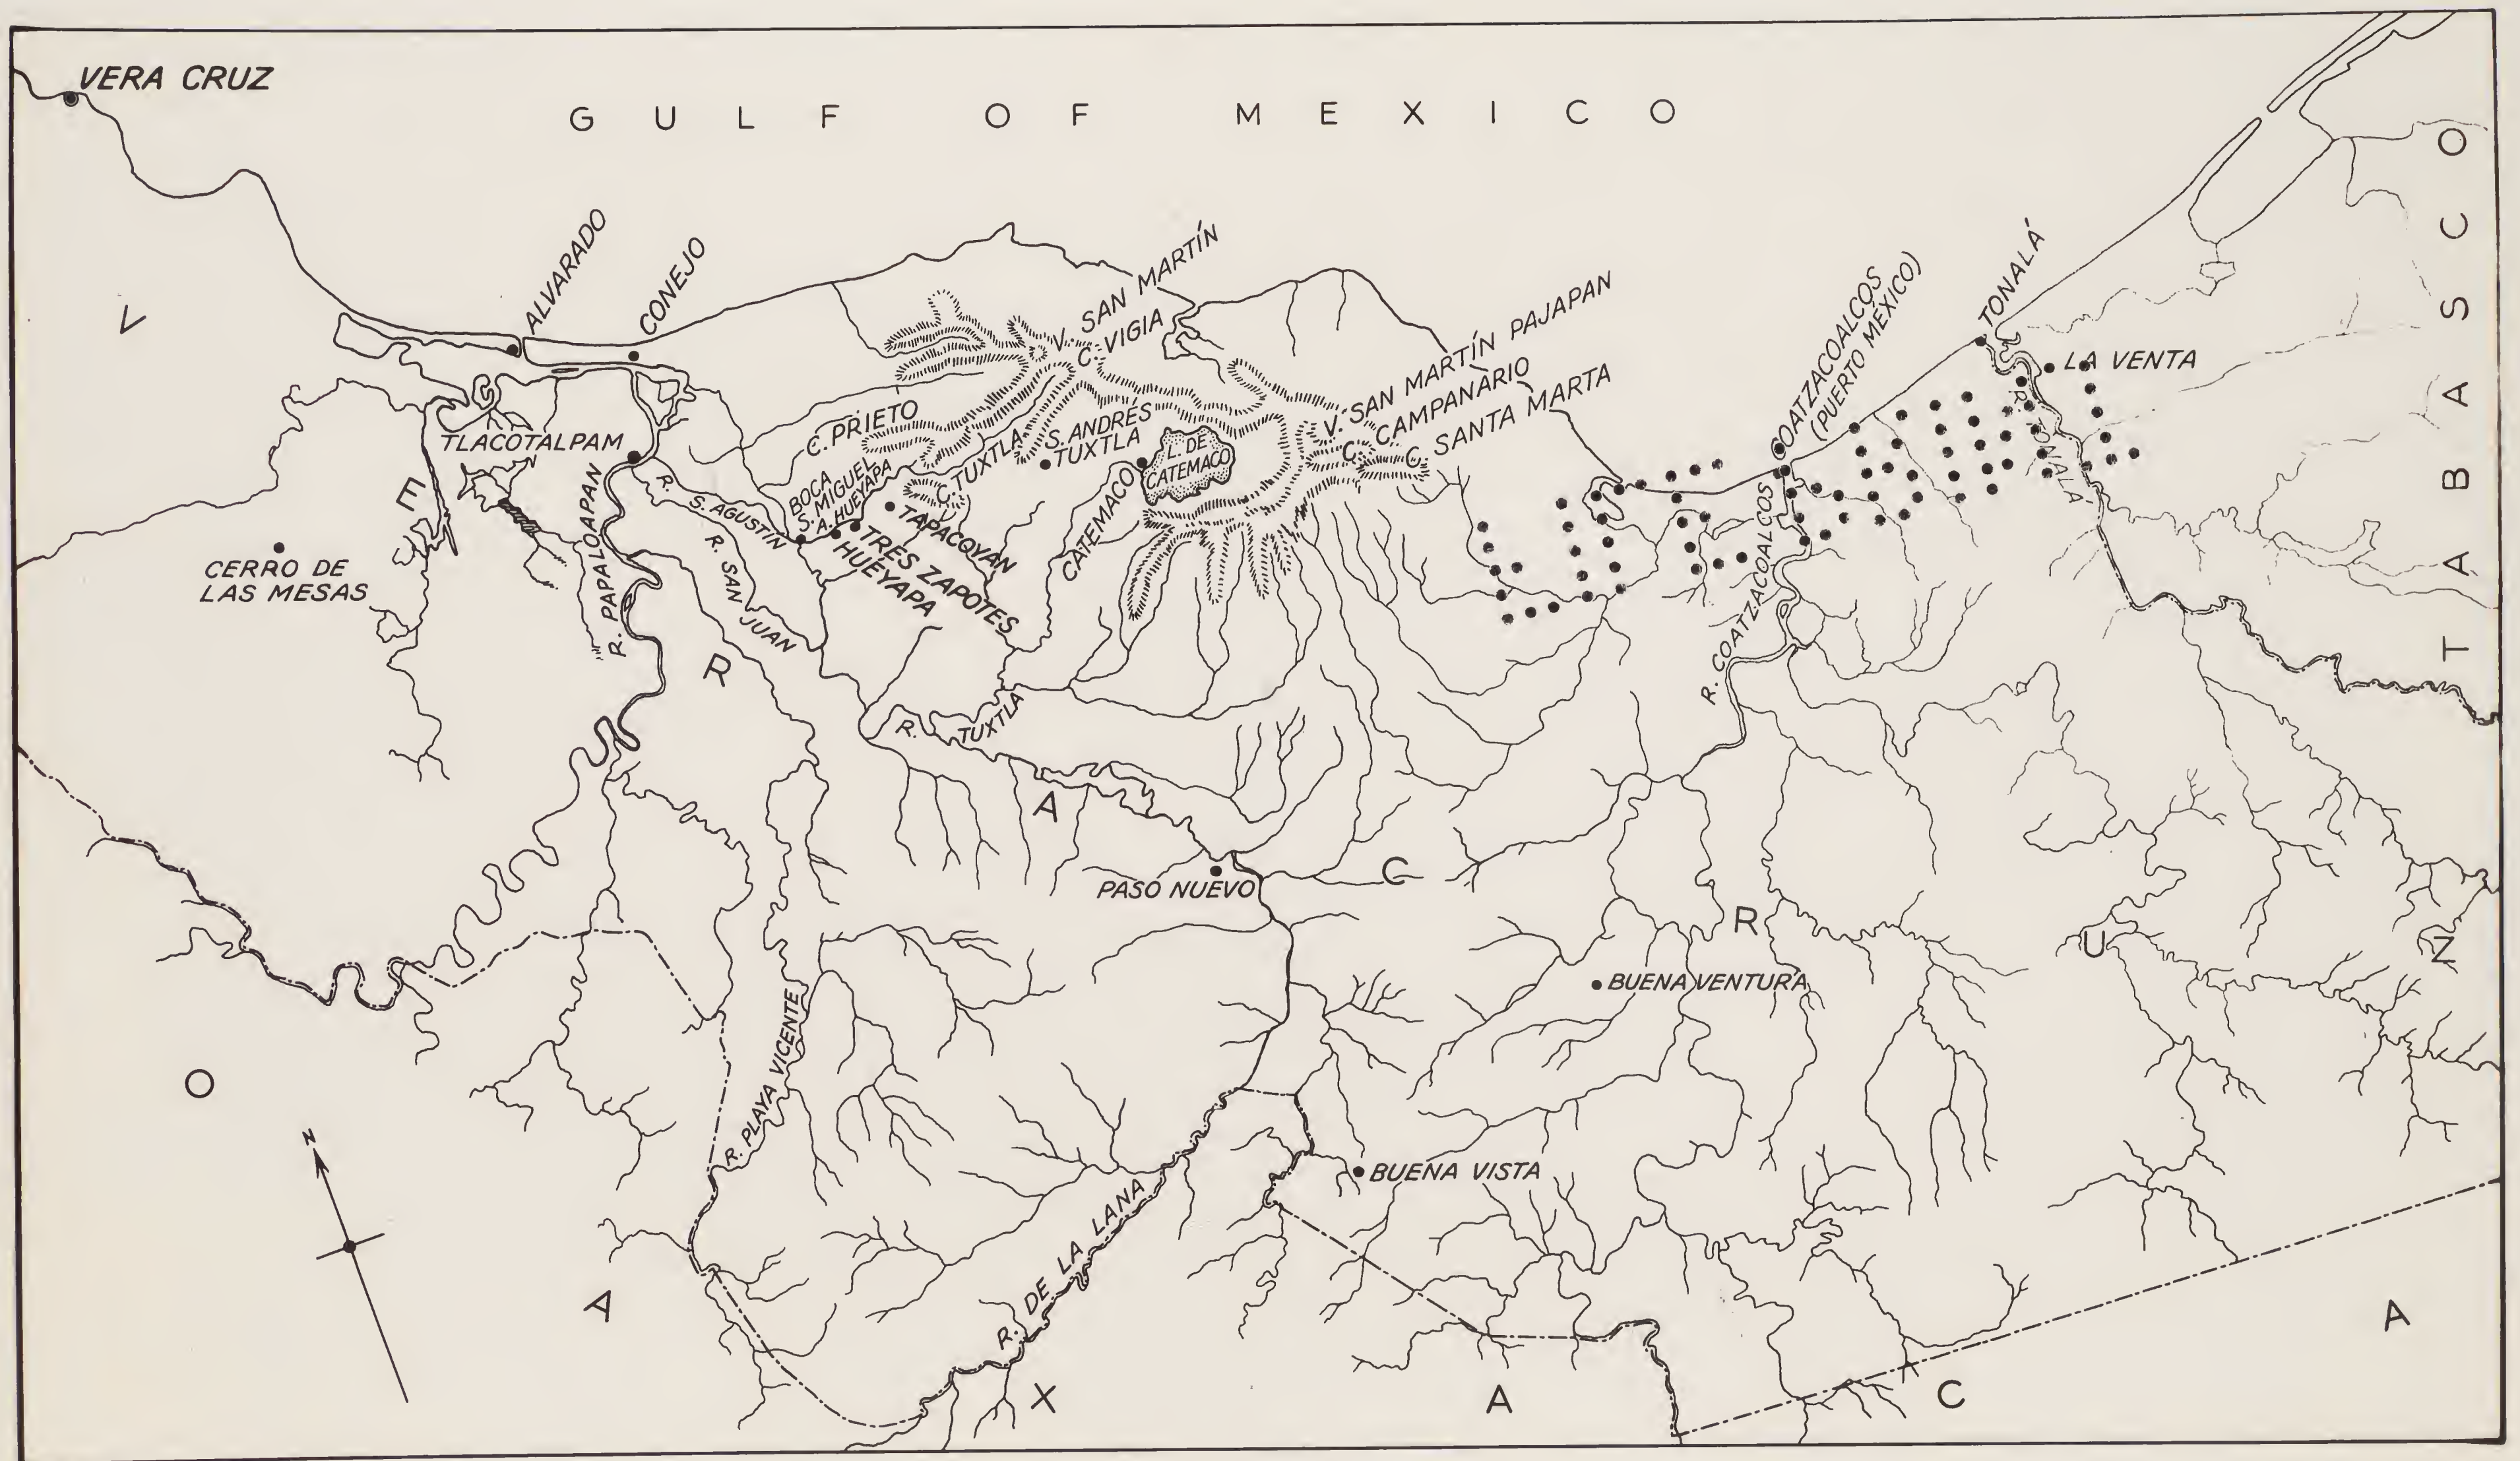 VERA CRUZ
GULF OF MEXICO
ALVARADO
CONEJO
V. SAN MARTÍN
C. VIGIA
V. SAN MARTÍN PAJAPAN
C. CAMPANARIO
C. SANTA MARTA
COATZACOALCOS
(PUERTO MÉXICO)
TONALÁ
LA VENTA
R. TONALÁ
TABASCO
TLACOTALPAM
C. PRIETO
C. TUXTLA
S. ANDRÉS
TUXTLA
L. DE
CATEMACO
CATEMACO
BOCA
S. MIGUEL
A. HUEYAPA
TAPACOYAN
TRES ZAPOTES
HUEYAPA
R. S. AGUSTIN
R. SAN JUAN
R. PAPALOAPAN
CERRO DE
LAS MESAS
R. TUXTLA
R. COATZACOALCOS
VERACRUZ
PASO NUEVO
BUENA VENTURA
BUENA VISTA
R. PLAYA VICENTE
R. DE LA LANA
N
OAXACA